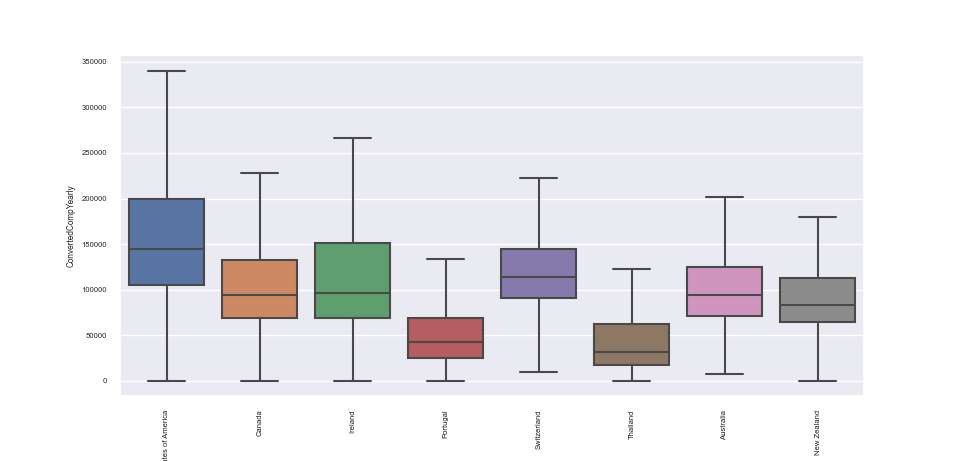 350000
300000
250000
200000
150000
100000
50000
0
ConvertedCompYearly
of America
Canada
Ireland
Portugal
Switzerland
Thailand
Australia
New Zealand